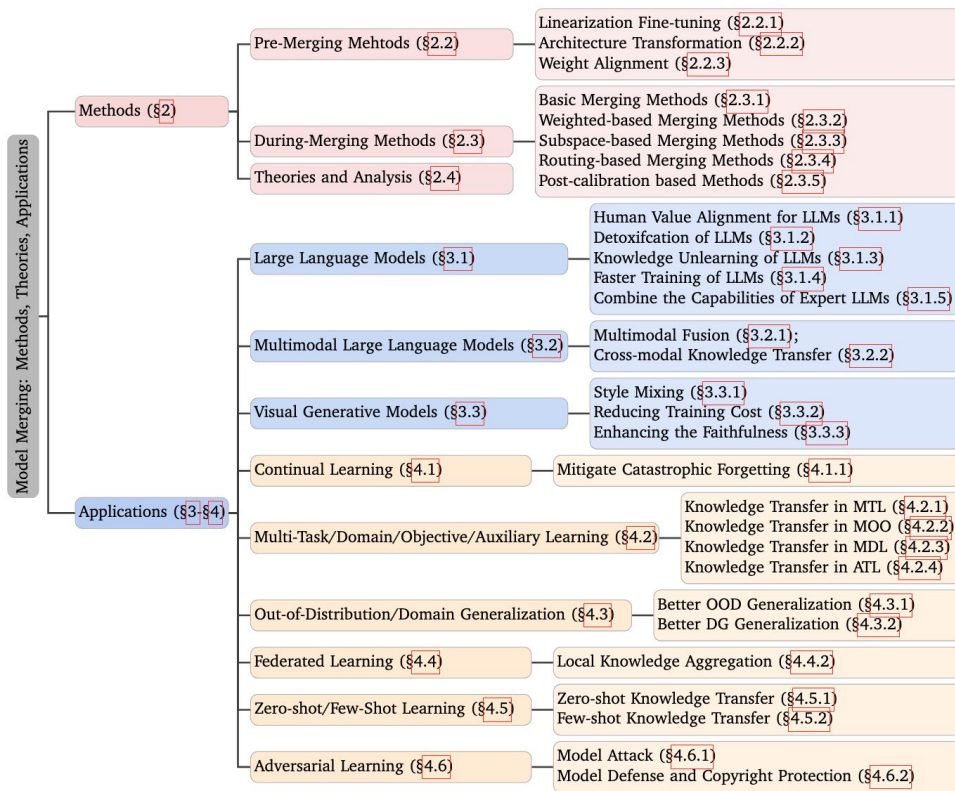 Model Merging: Methods, Theories, Applications
Methods (§2)
Pre-Merging Mehtods (§2.2)
Linearization Fine-tuning (§2.2.1)
Architecture Transformation (§2.2.2)
Weight Alignment (§2.2.3)
During-Merging Methods (§2.3)
Basic Merging Methods (§2.3.1)
Weighted-based Merging Methods (§2.3.2)
Subspace-based Merging Methods (§2.3.3)
Routing-based Merging Methods (§2.3.4)
Post-calibration based Methods (§2.3.5)
Theories and Analysis (§2.4)
Applications (§3-§4)
Large Language Models (§3.1)
Human Value Alignment for LLMs (§3.1.1)
Detoxifcation of LLMs (§3.1.2)
Knowledge Unlearning of LLMs (§3.1.3)
Faster Training of LLMs (§3.1.4)
Combine the Capabilities of Expert LLMs (§3.1.5)
Multimodal Large Language Models (§3.2)
Multimodal Fusion (§3.2.1);
Cross-modal Knowledge Transfer (§3.2.2)
Visual Generative Models (§3.3)
Style Mixing (§3.3.1)
Reducing Training Cost (§3.3.2)
Enhancing the Faithfulness (§3.3.3)
Continual Learning (§4.1)
Mitigate Catastrophic Forgetting (§4.1.1)
Multi-Task/Domain/Objective/Auxiliary Learning (§4.2)
Knowledge Transfer in MTL (§4.2.1)
Knowledge Transfer in MOO (§4.2.2)
Knowledge Transfer in MDL (§4.2.3)
Knowledge Transfer in ATL (§4.2.4)
Out-of-Distribution/Domain Generalization (§4.3)
Better OOD Generalization (§4.3.1)
Better DG Generalization (§4.3.2)
Federated Learning (§4.4)
Local Knowledge Aggregation (§4.4.2)
Zero-shot/Few-Shot Learning (§4.5)
Zero-shot Knowledge Transfer (§4.5.1)
Few-shot Knowledge Transfer (§4.5.2)
Adversarial Learning (§4.6)
Model Attack (§4.6.1)
Model Defense and Copyright Protection (§4.6.2)